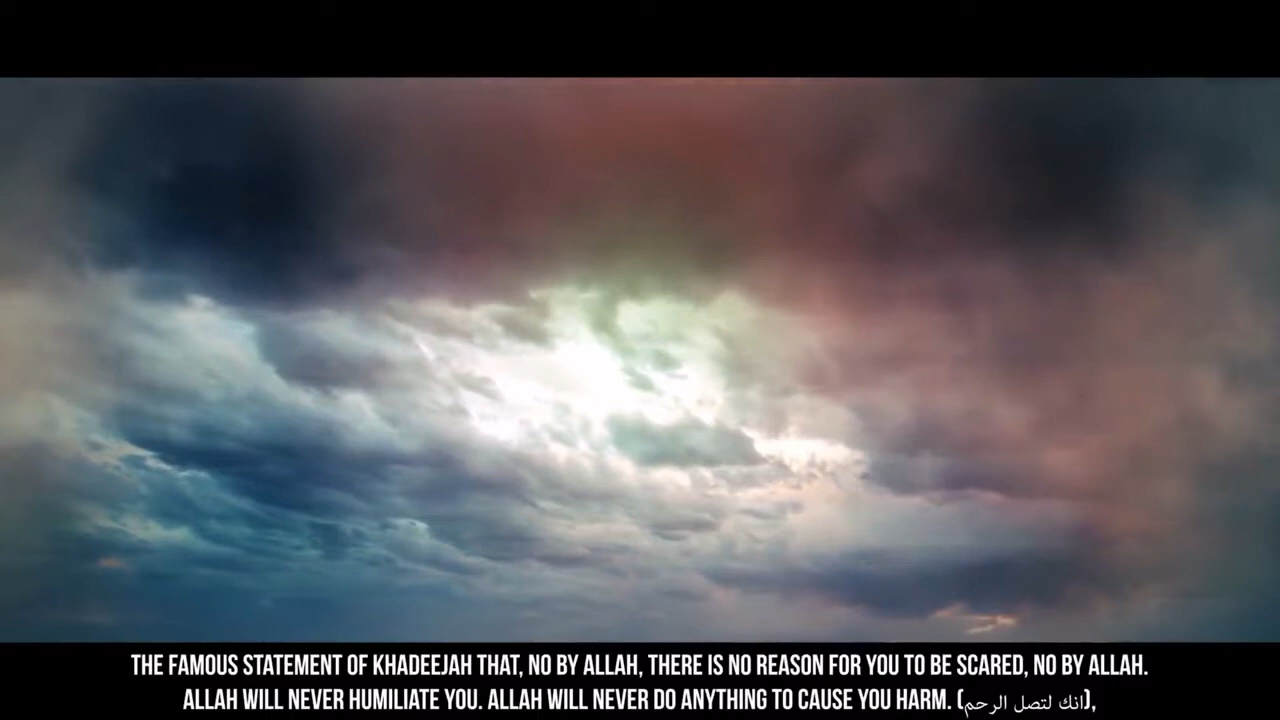 THE FAMOUS STATEMENT OF KHADEEJAH THAT, NO BY ALLAH, THERE IS NO REASON FOR YOU TO BE SCARED, NO BY ALLAH.
ALLAH WILL NEVER HUMILIATE YOU. ALLAH WILL NEVER DO ANYTHING TO CAUSE YOU HARM. (انك لتصل الرحم),